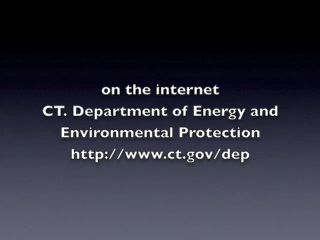 on the internet
CT. Department of Energy and
Environmental Protection
http://www.ct.gov/dep